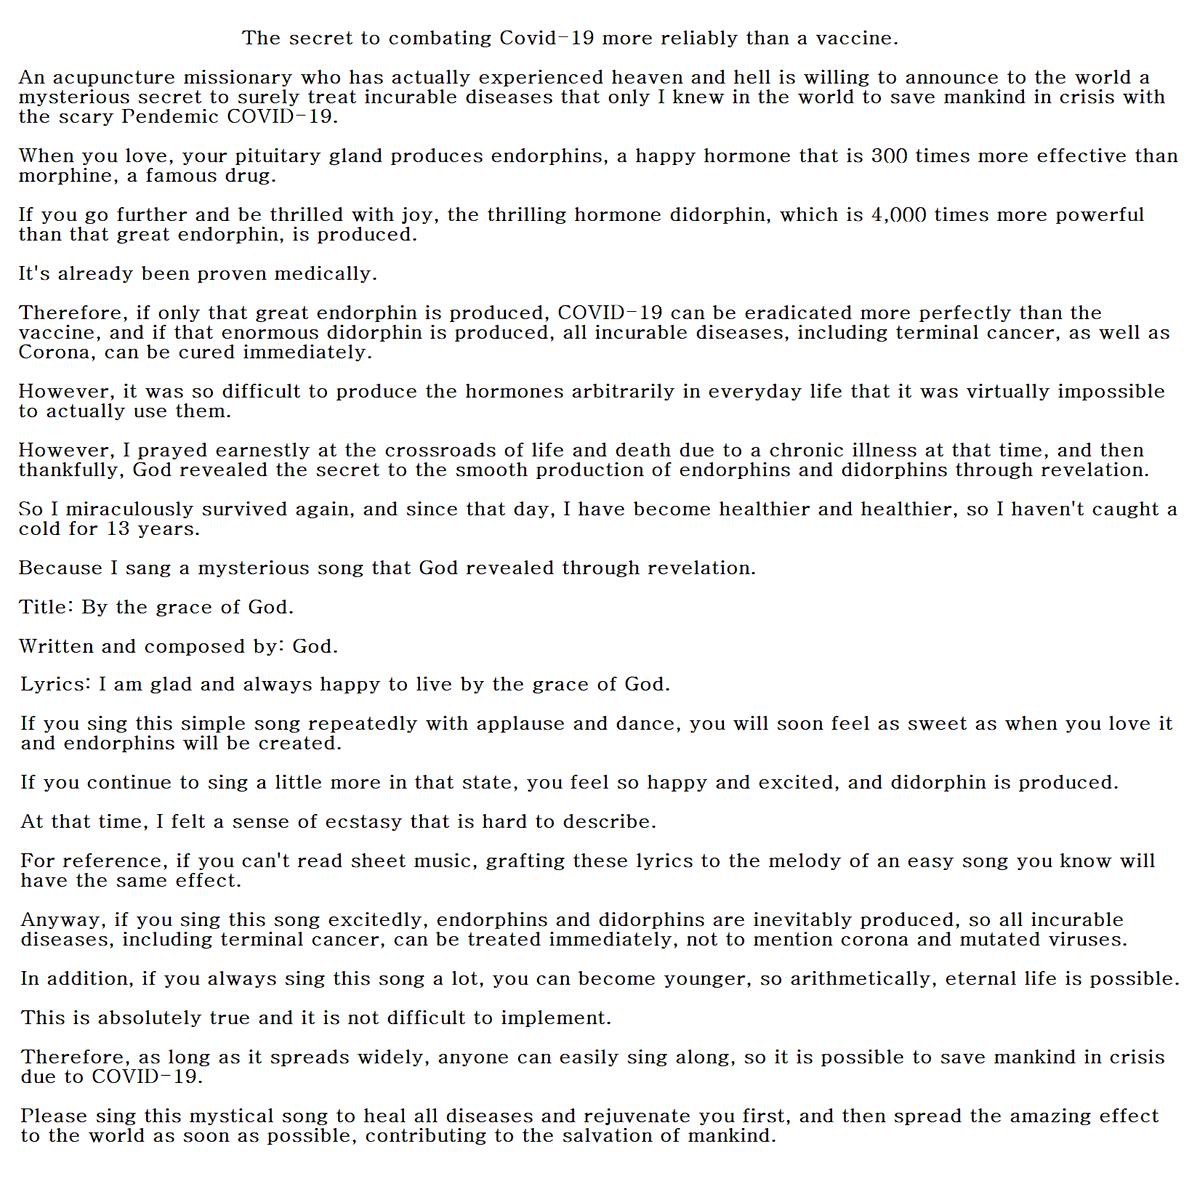 The secret to combating Covid-19 more reliably than a vaccine.
An acupuncture missionary who has actually experienced heaven and hell is willing to announce to the world a
mysterious secret to surely treat incurable diseases that only I knew in the world to save mankind in crisis with
the scary Pendemic COVID-19.
When you love, your pituitary gland produces endorphins, a happy hormone that is 300 times more effective than
morphine, a famous drug.
If you go further and be thrilled with joy, the thrilling hormone didorphin, which is 4,000 times more powerful
than that great endorphin, is produced.
It's already been proven medically.
Therefore, if only that great endorphin is produced, COVID-19 can be eradicated more perfectly than the
vaccine, and if that enormous didorphin is produced, all incurable diseases, including terminal cancer, as well as
Corona, can be cured immediately.
However, it was so difficult to produce the hormones arbitrarily in everyday life that it was virtually impossible
to actually use them.
However, I prayed earnestly at the crossroads of life and death due to a chronic illness at that time, and then
thankfully, God revealed the secret to the smooth production of endorphins and didorphins through revelation.
So I miraculously survived again, and since that day, I have become healthier and healthier, so I haven't caught a
cold for 13 years.
Because I sang a mysterious song that God revealed through revelation.
Title: By the grace of God.
Written and composed by: God.
Lyrics: I am glad and always happy to live by the grace of God.
If you sing this simple song repeatedly with applause and dance, you will soon feel as sweet as when you love it
and endorphins will be created.
If you continue to sing a little more in that state, you feel so happy and excited, and didorphin is produced.
At that time, I felt a sense of ecstasy that is hard to describe.
For reference, if you can't read sheet music, grafting these lyrics to the melody of an easy song you know will
have the same effect.
Anyway, if you sing this song excitedly, endorphins and didorphins are inevitably produced, so all incurable
diseases, including terminal cancer, can be treated immediately, not to mention corona and mutated viruses.
In addition, if you always sing this song a lot, you can become younger, so arithmetically, eternal life is possible.
This is absolutely true and it is not difficult to implement.
Therefore, as long as it spreads widely, anyone can easily sing along, so it is possible to save mankind in crisis
due to COVID-19.
Please sing this mystical song to heal all diseases and rejuvenate you first, and then spread the amazing effect
to the world as soon as possible, contributing to the salvation of mankind.